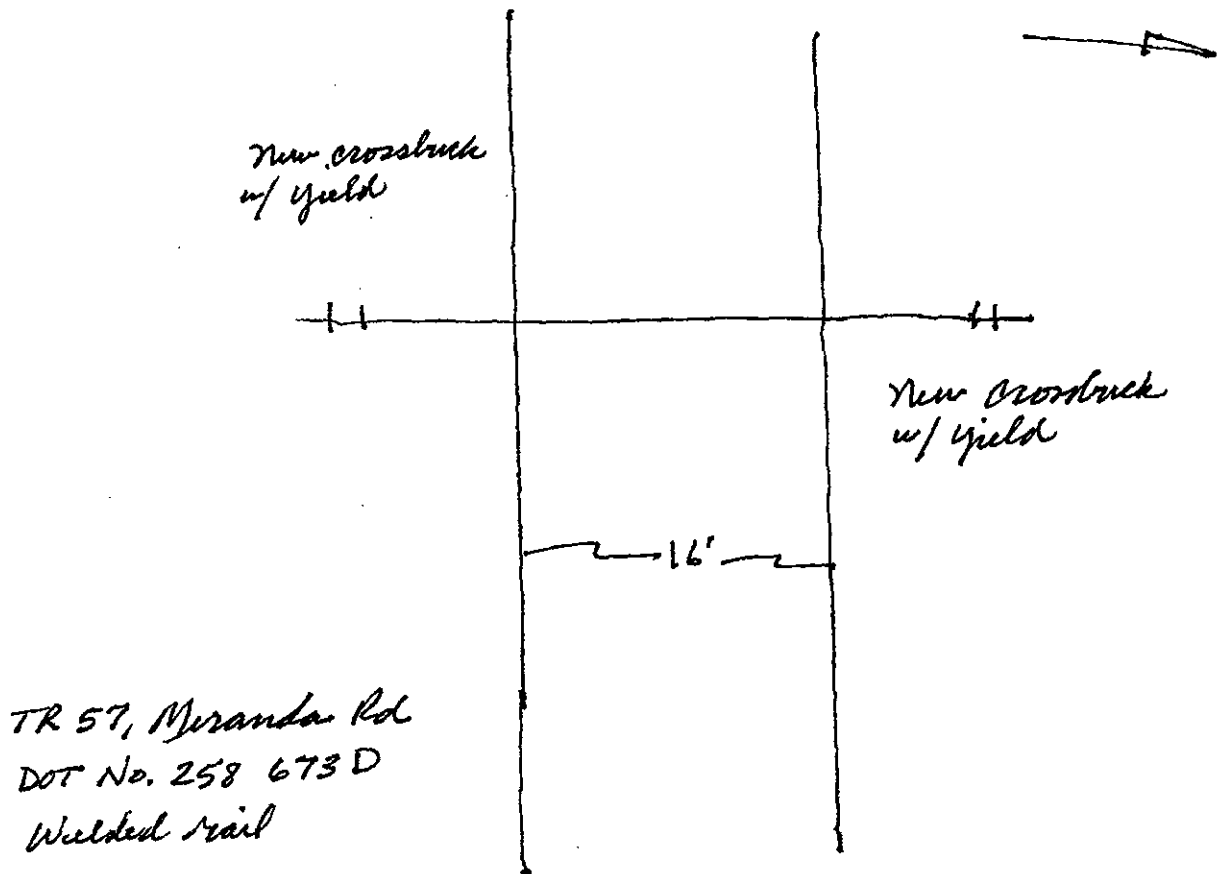 New crossbuck
w/ yield
New crossbuck
w/ yield
16'
TR 57, Miranda Rd
DOT No. 258 673 D
Welded rail